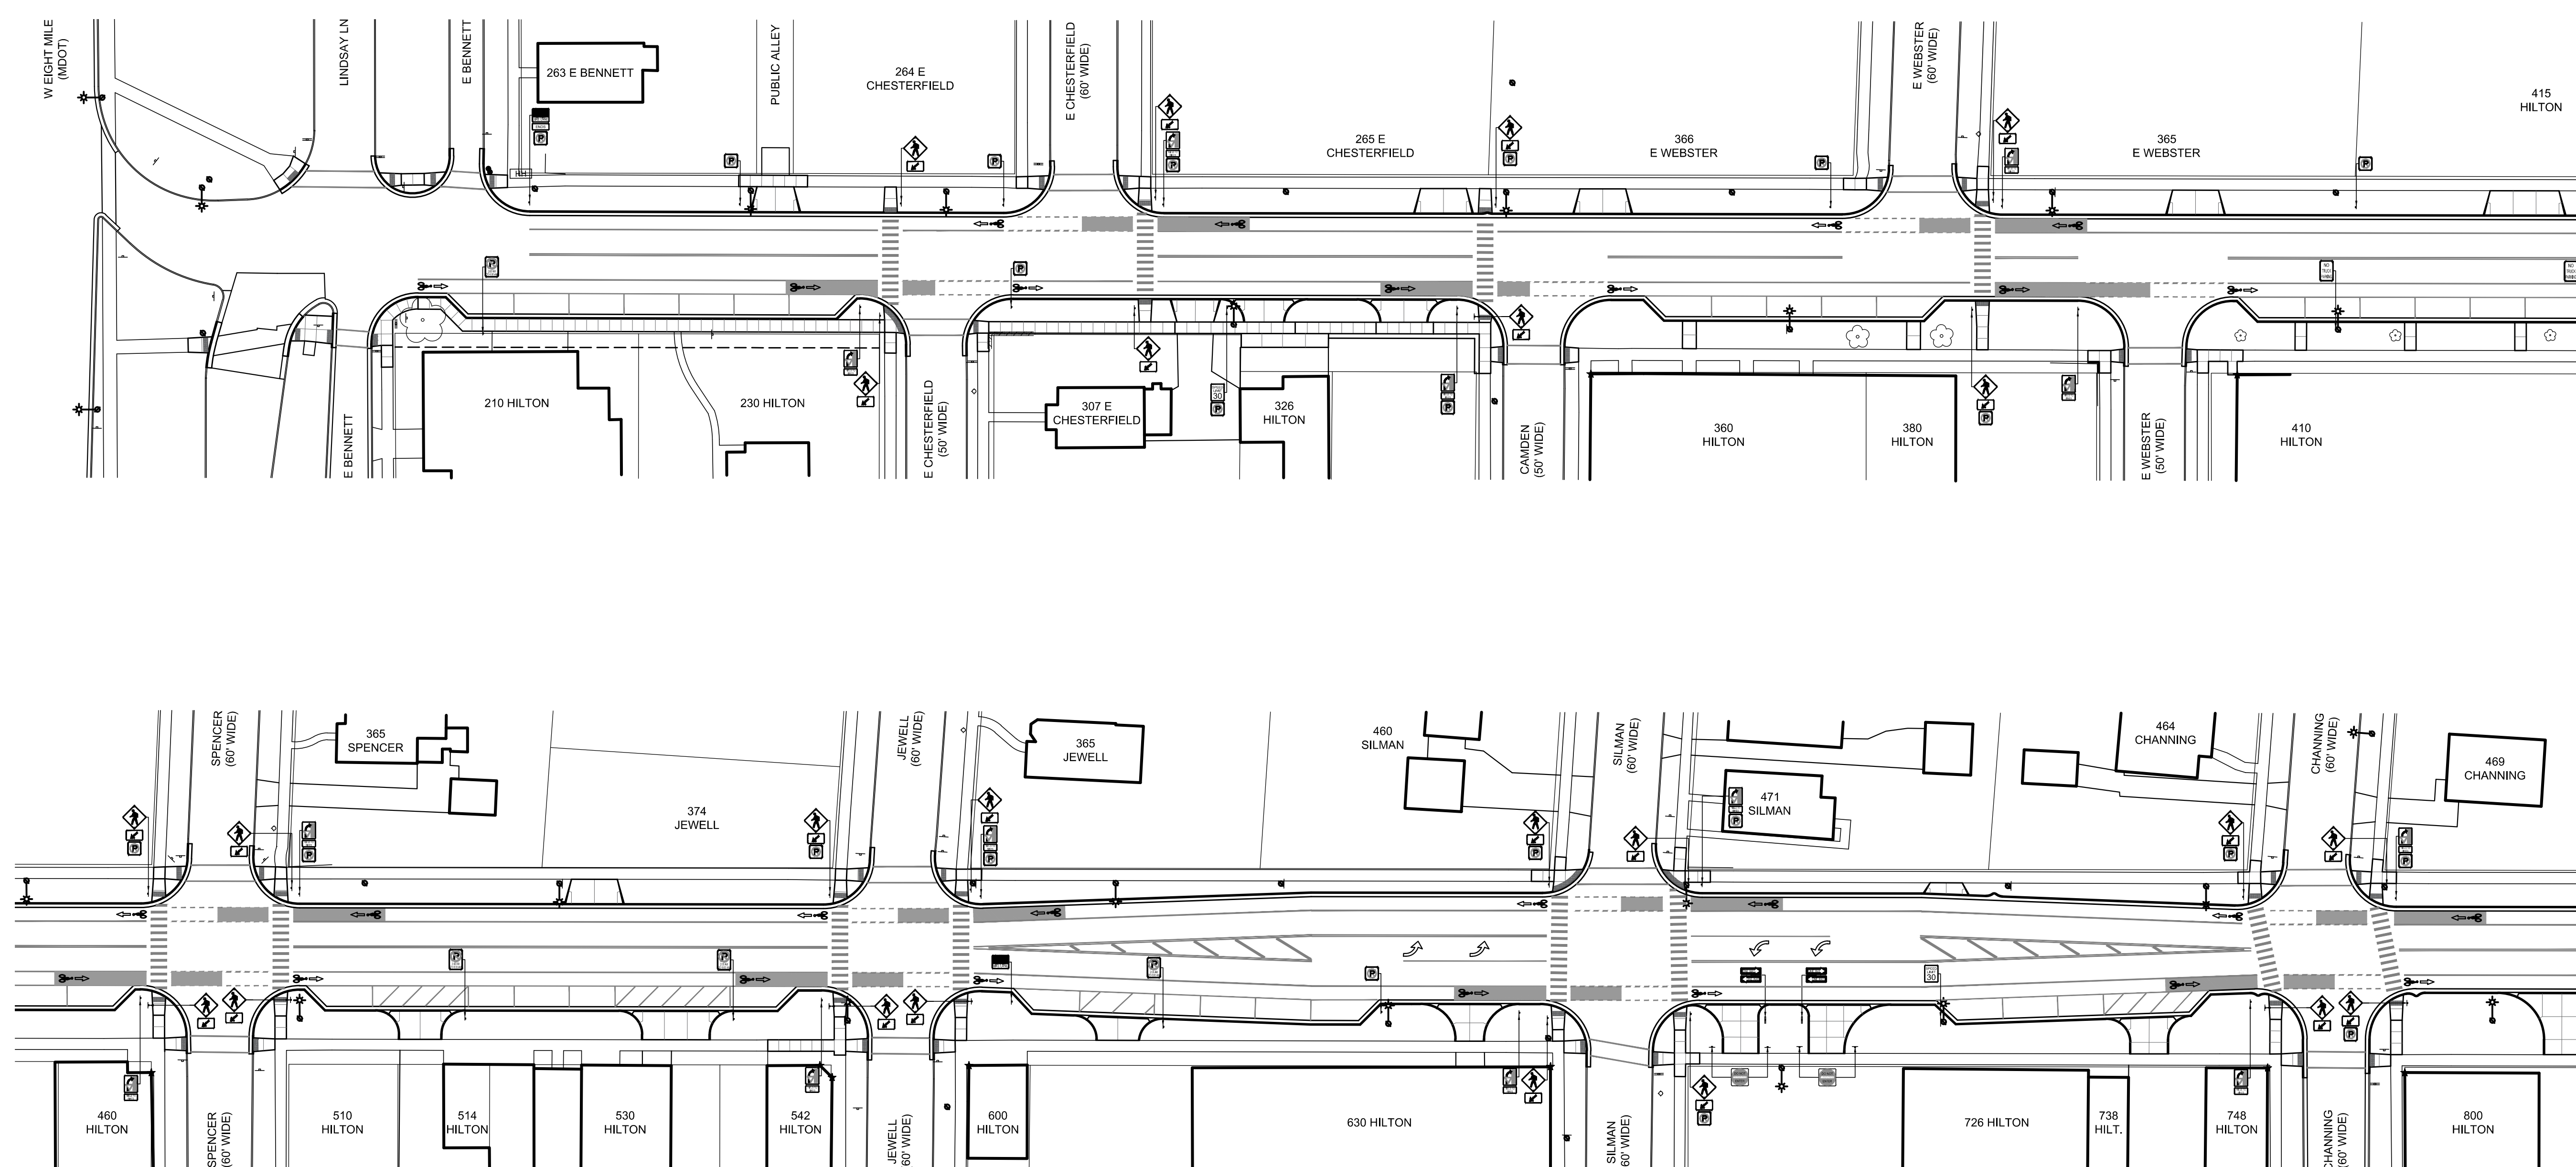 W EIGHT MILE
(MDOT)
LINDSAY LN
E BENNETT
263 E BENNETT
PUBLIC ALLEY
264 E
CHESTERFIELD
E CHESTERFIELD
(60' WIDE)
265 E
CHESTERFIELD
366
E WEBSTER
E WEBSTER
(60' WIDE)
365
E WEBSTER
415
HILTON
P
P
P
P
P
P
P
P
P
NO
TRUCK
E BENNETT
210 HILTON
230 HILTON
E CHESTERFIELD
(50' WIDE)
307 E
CHESTERFIELD
30
P
326
HILTON
P
CAMDEN
(50' WIDE)
360
HILTON
380
HILTON
P
E WEBSTER
(50' WIDE)
410
HILTON
SPENCER
(60' WIDE)
365
SPENCER
374
JEWELL
JEWELL
(60' WIDE)
365
JEWELL
460
SILMAN
SILMAN
(60' WIDE)
471
SILMAN
464
CHANNING
CHANNING
(60' WIDE)
469
CHANNING
P
P
P
P
P
P
P
P
P
P
P
P
30
P
P
460
HILTON
SPENCER
(60' WIDE)
510
HILTON
514
HILTON
530
HILTON
542
HILTON
JEWELL
(60' WIDE)
600
HILTON
630 HILTON
SILMAN
(60' WIDE)
726 HILTON
738
HILT.
748
HILTON
CHANNING
(60' WIDE)
800
HILTON